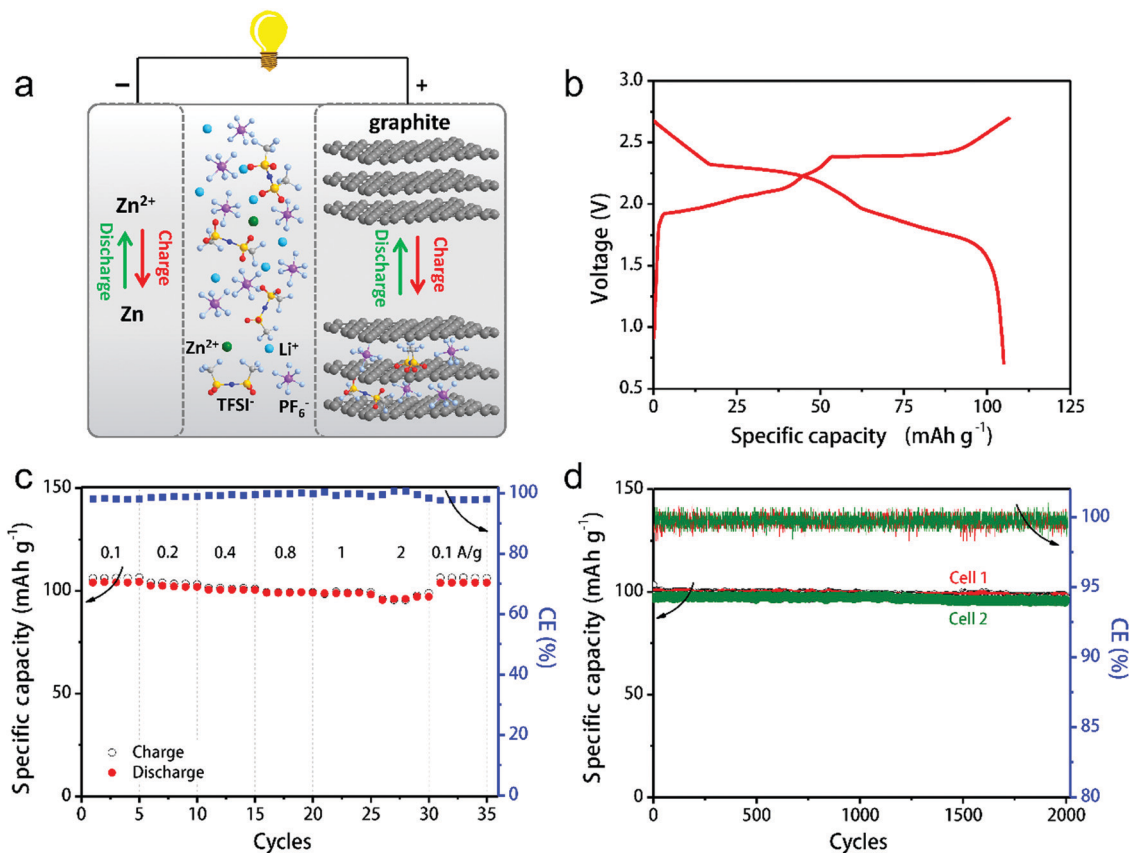 a
−
+
graphite
Zn²⁺
Discharge
Charge
Zn
Discharge
Charge
Zn²⁺
Li⁺
TFSI⁻
PF₆⁻
b
Voltage (V)
3.0
2.5
2.0
1.5
1.0
0.5
0
25
50
75
100
125
Specific capacity (mAh g⁻¹)
c
Specific capacity (mAh g⁻¹)
150
100
50
0
0.1
0.2
0.4
0.8
1
2
0.1 A/g
Charge
Discharge
0
5
10
15
20
25
30
35
Cycles
100
80
70
60
50
40
30
20
10
0
CE (%)
d
Specific capacity (mAh g⁻¹)
150
100
50
0
Cell 1
Cell 2
0
500
1000
1500
2000
Cycles
100
95
90
85
80
CE (%)